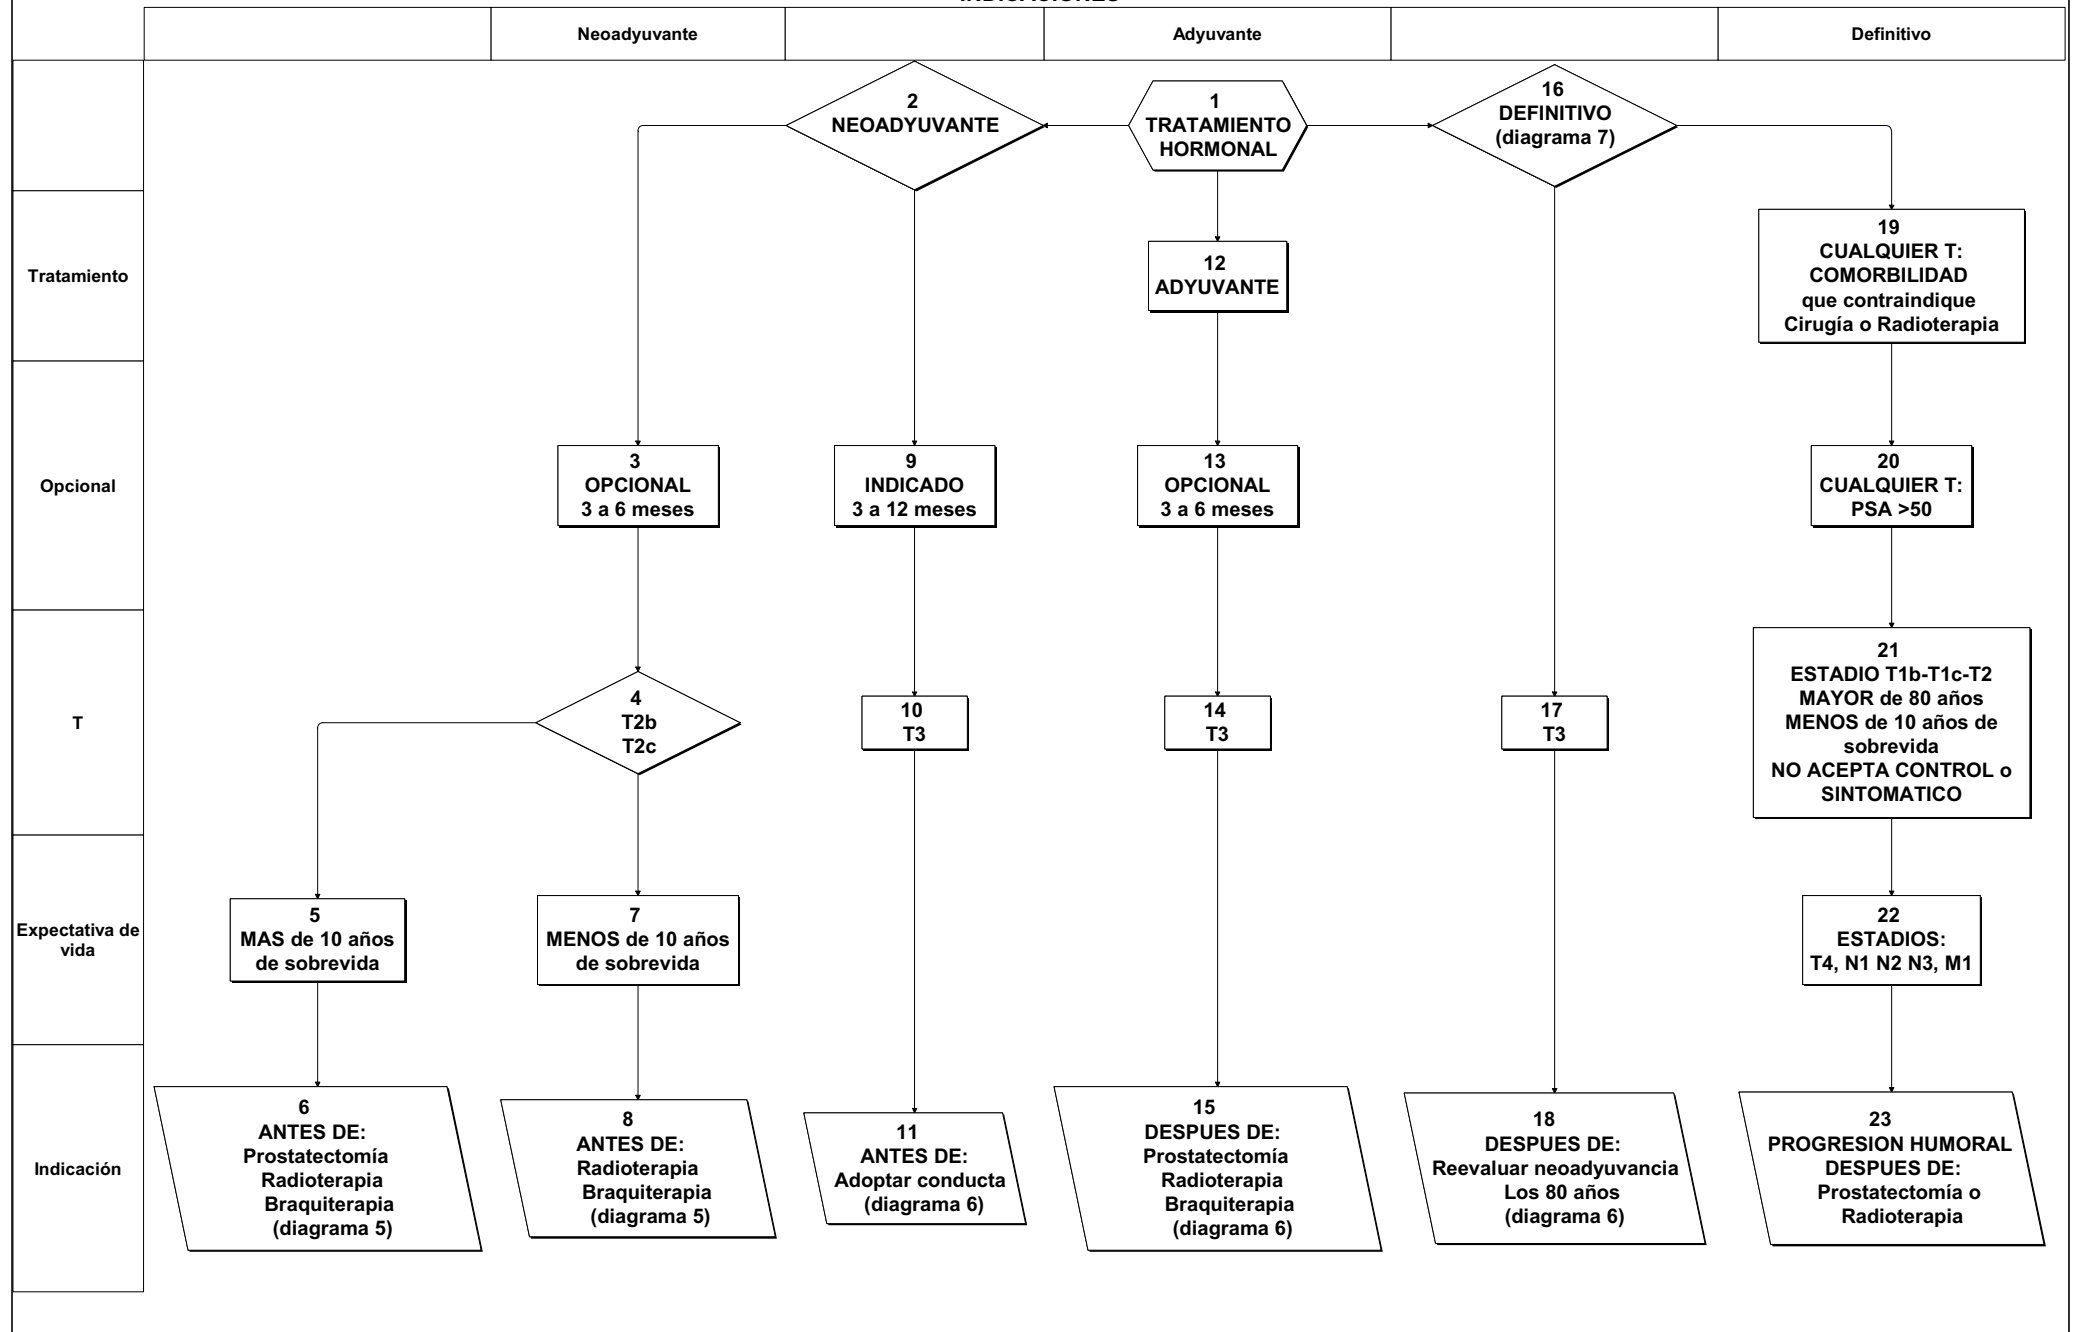 Neoadyuvante
Adyuvante
Definitivo
2
NEOADYUVANTE
1
TRATAMIENTO
HORMONAL
16
DEFINITIVO
(diagrama 7)
Tratamiento
12
ADYUVANTE
19
CUALQUIER T:
COMORBILIDAD
que contraindique
Cirugía o Radioterapia
Opcional
3
OPCIONAL
3 a 6 meses
9
INDICADO
3 a 12 meses
13
OPCIONAL
3 a 6 meses
20
CUALQUIER T:
PSA >50
T
4
T2b
T2c
10
T3
14
T3
17
T3
21
ESTADIO T1b-T1c-T2
MAYOR de 80 años
MENOS de 10 años de
sobrevida
NO ACEPTA CONTROL o
SINTOMATICO
Expectativa de
vida
5
MAS de 10 años
de sobrevida
7
MENOS de 10 años
de sobrevida
22
ESTADIOS:
T4, N1 N2 N3, M1
Indicación
6
ANTES DE:
Prostatectomía
Radioterapia
Braquiterapia
(diagrama 5)
8
ANTES DE:
Radioterapia
Braquiterapia
(diagrama 5)
11
ANTES DE:
Adoptar conducta
(diagrama 6)
15
DESPUES DE:
Prostatectomía
Radioterapia
Braquiterapia
(diagrama 6)
18
DESPUES DE:
Reevaluar neoadyuvancia
Los 80 años
(diagrama 6)
23
PROGRESION HUMORAL
DESPUES DE:
Prostatectomía o
Radioterapia